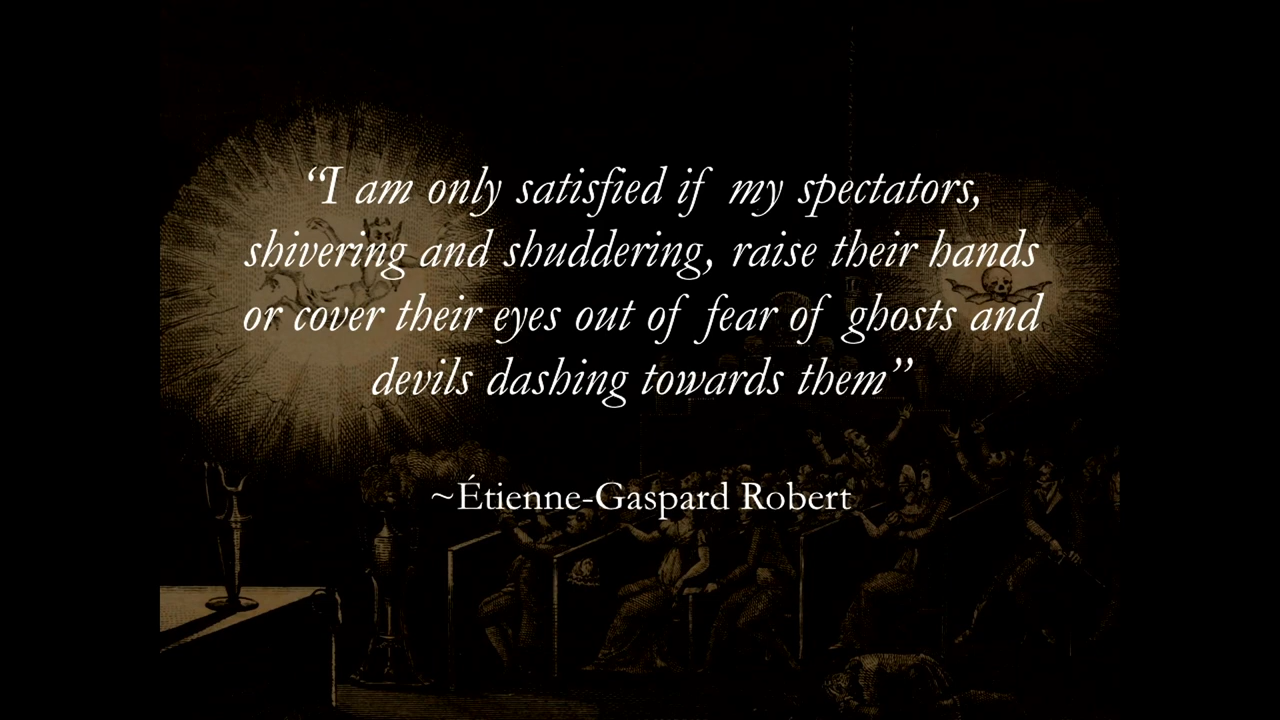 “I am only satisfied if my spectators,
shivering and shuddering, raise their hands
or cover their eyes out of fear of ghosts and
devils dashing towards them”
~Étienne-Gaspard Robert